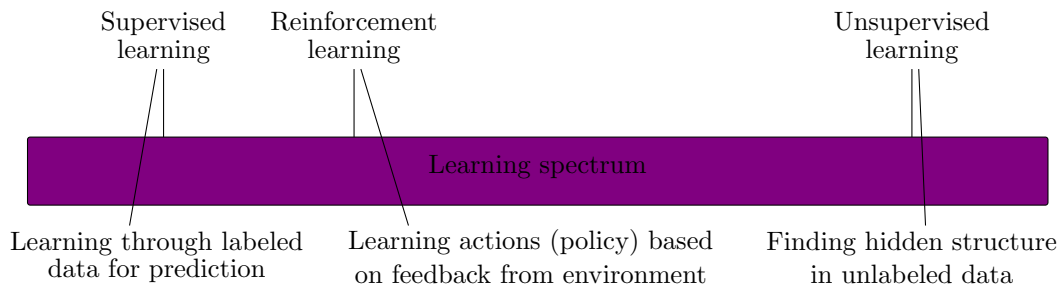 Supervised
learning
Reinforcement
learning
Unsupervised
learning
Learning spectrum
Learning through labeled
data for prediction
Learning actions (policy) based
on feedback from environment
Finding hidden structure
in unlabeled data